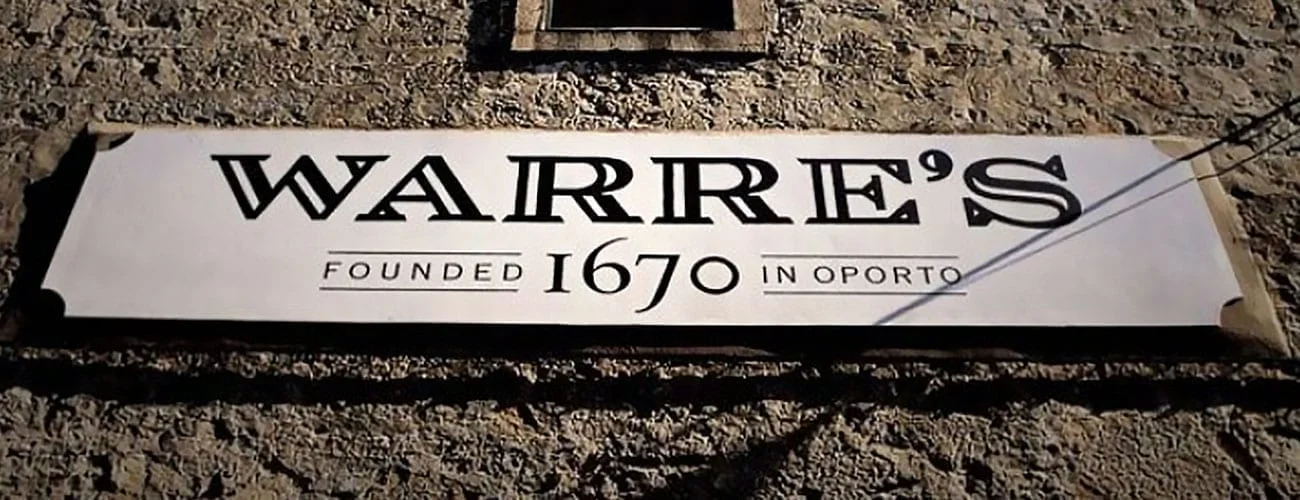 WARRE'S
FOUNDED 1670 IN OPORTO